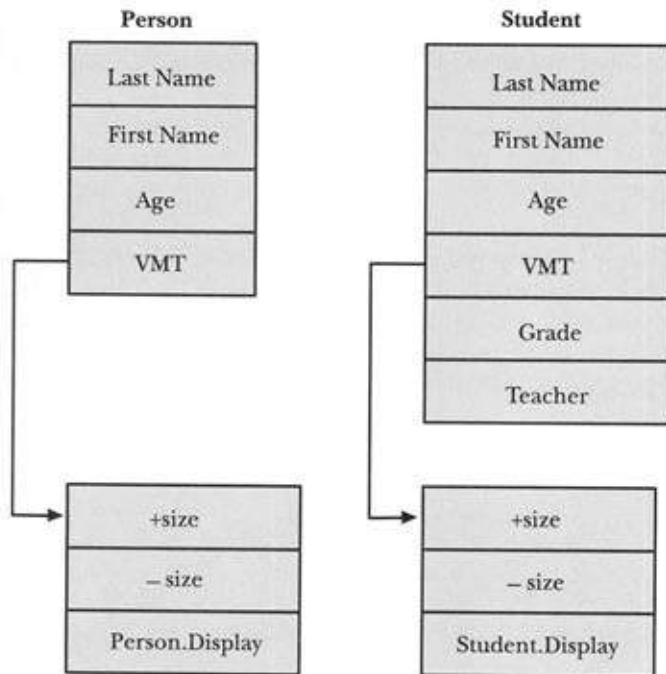 Person
Last Name
First Name
Age
VMT
+size
– size
Person.Display
Student
Last Name
First Name
Age
VMT
Grade
Teacher
+size
– size
Student.Display